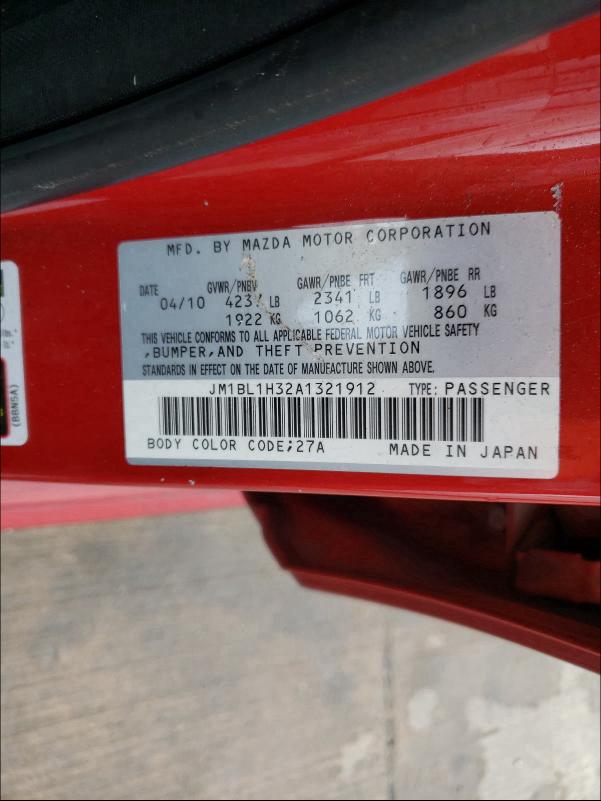 MFD. BY MAZDA MOTOR CORPORATION
DATE GVWR/PNBV GAWR/PNBE FRT GAWR/PNBE RR
04/10 423 LB 2341 LB 1896 LB
1922 KG 1062 KG 860 KG
THIS VEHICLE CONFORMS TO ALL APPLICABLE FEDERAL MOTOR VEHICLE SAFETY
,BUMPER,AND THEFT PREVENTION
STANDARDS IN EFFECT ON THE DATE OF MANUFACTURE SHOWN ABOVE.
JM1BL1H32A1321912 TYPE: PASSENGER
BODY COLOR CODE;27A MADE IN JAPAN
(BBN5A)